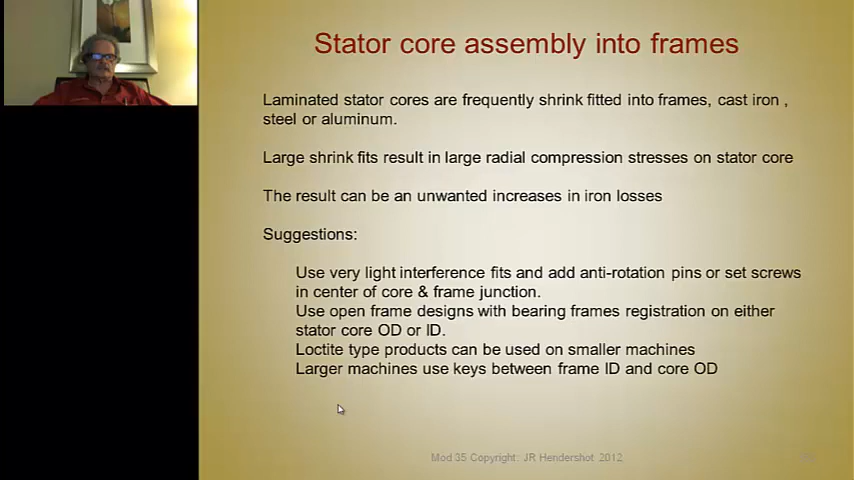 Stator core assembly into frames
Laminated stator cores are frequently shrink fitted into frames, cast iron ,
steel or aluminum.
Large shrink fits result in large radial compression stresses on stator core
The result can be an unwanted increases in iron losses
Suggestions:
Use very light interference fits and add anti-rotation pins or set screws
in center of core & frame junction.
Use open frame designs with bearing frames registration on either
stator core OD or ID.
Loctite type products can be used on smaller machines
Larger machines use keys between frame ID and core OD
Mod 35 Copyright: JR Hendershot 2012